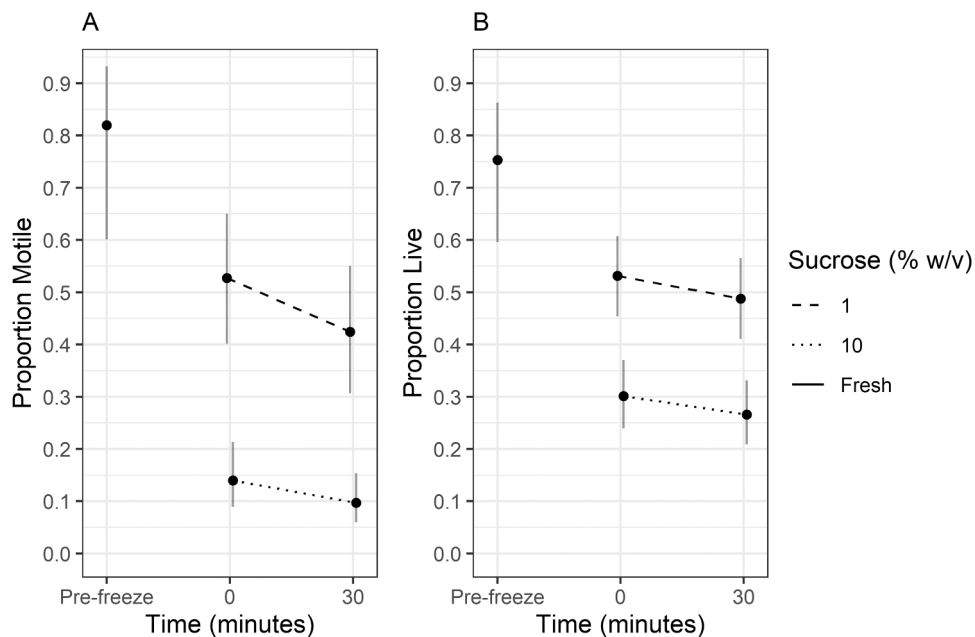 A
Proportion Motile
0.9
0.8
0.7
0.6
0.5
0.4
0.3
0.2
0.1
0.0
Pre-freeze 0 30
Time (minutes)
B
Proportion Live
0.9
0.8
0.7
0.6
0.5
0.4
0.3
0.2
0.1
0.0
Pre-freeze 0 30
Time (minutes)
Sucrose (% w/v)
1
10
Fresh